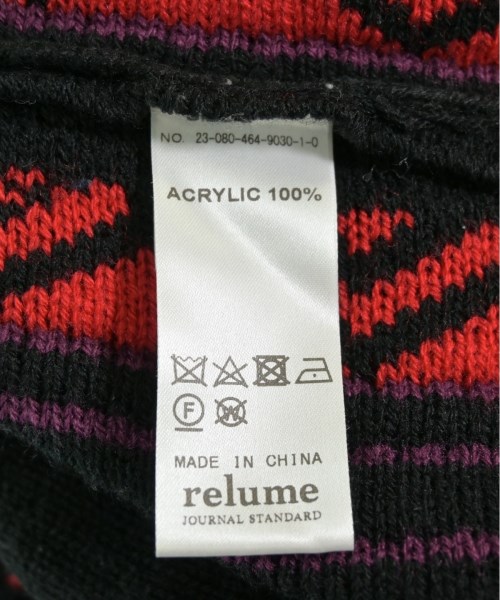 NO. 23-080-464-9030-1-0
ACRYLIC 100%
F W
MADE IN CHINA
relume
JOURNAL STANDARD